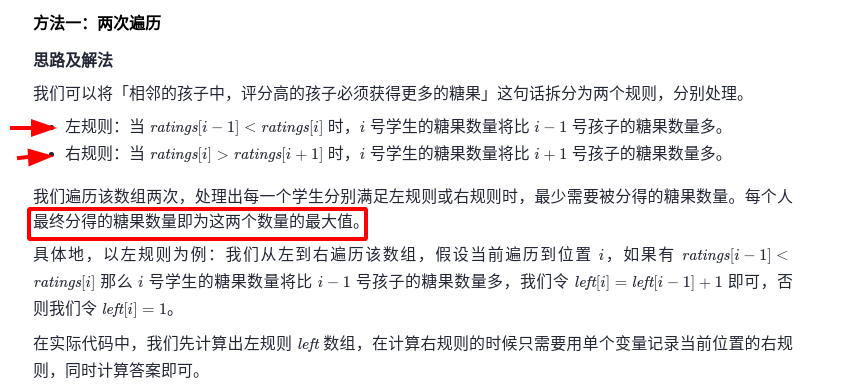 方法一：两次遍历
思路及解法
我们可以将「相邻的孩子中，评分高的孩子必须获得更多的糖果」这句话拆分为两个规则，分别处理。
左规则：当 ratings[i − 1] < ratings[i] 时，i 号学生的糖果数量将比 i − 1 号孩子的糖果数量多。
右规则：当 ratings[i] > ratings[i + 1] 时，i 号学生的糖果数量将比 i + 1 号孩子的糖果数量多。
我们遍历该数组两次，处理出每一个学生分别满足左规则或右规则时，最少需要被分得的糖果数量。每个人
最终分得的糖果数量即为这两个数量的最大值。
具体地，以左规则为例：我们从左到右遍历该数组，假设当前遍历到位置 i，如果有 ratings[i − 1] <
ratings[i] 那么 i 号学生的糖果数量将比 i − 1 号孩子的糖果数量多，我们令 left[i] = left[i − 1] + 1 即可，否
则我们令 left[i] = 1。
在实际代码中，我们先计算出左规则 left 数组，在计算右规则的时候只需要用单个变量记录当前位置的右规
则，同时计算答案即可。